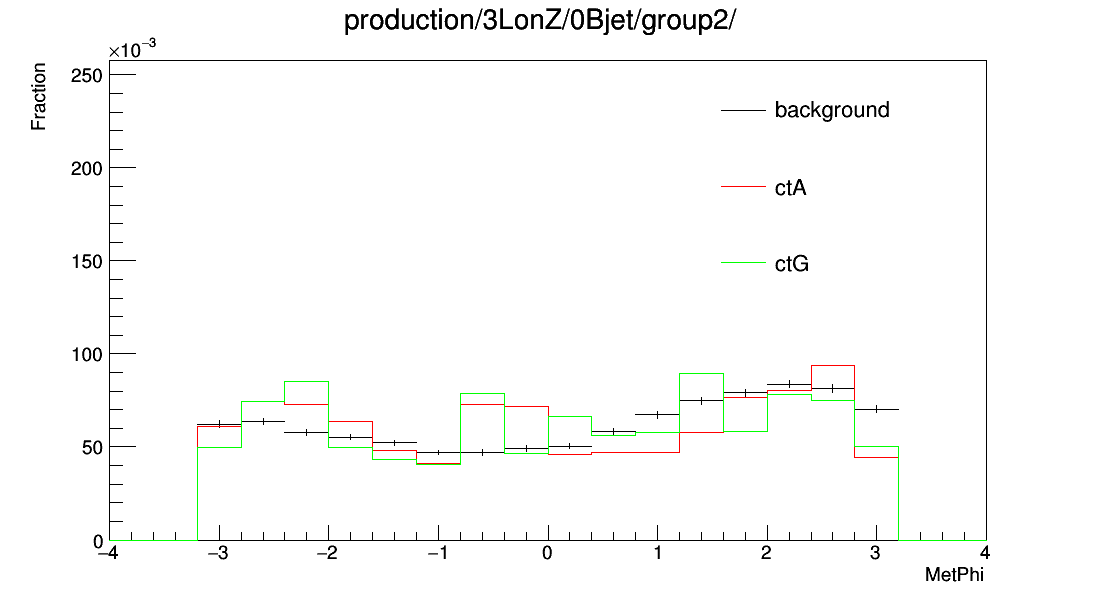 production/3LonZ/0Bjet/group2/
×10⁻³
Fraction
250
200
150
100
50
0
background
ctA
ctG
−4
−3
−2
−1
0
1
2
3
4
MetPhi